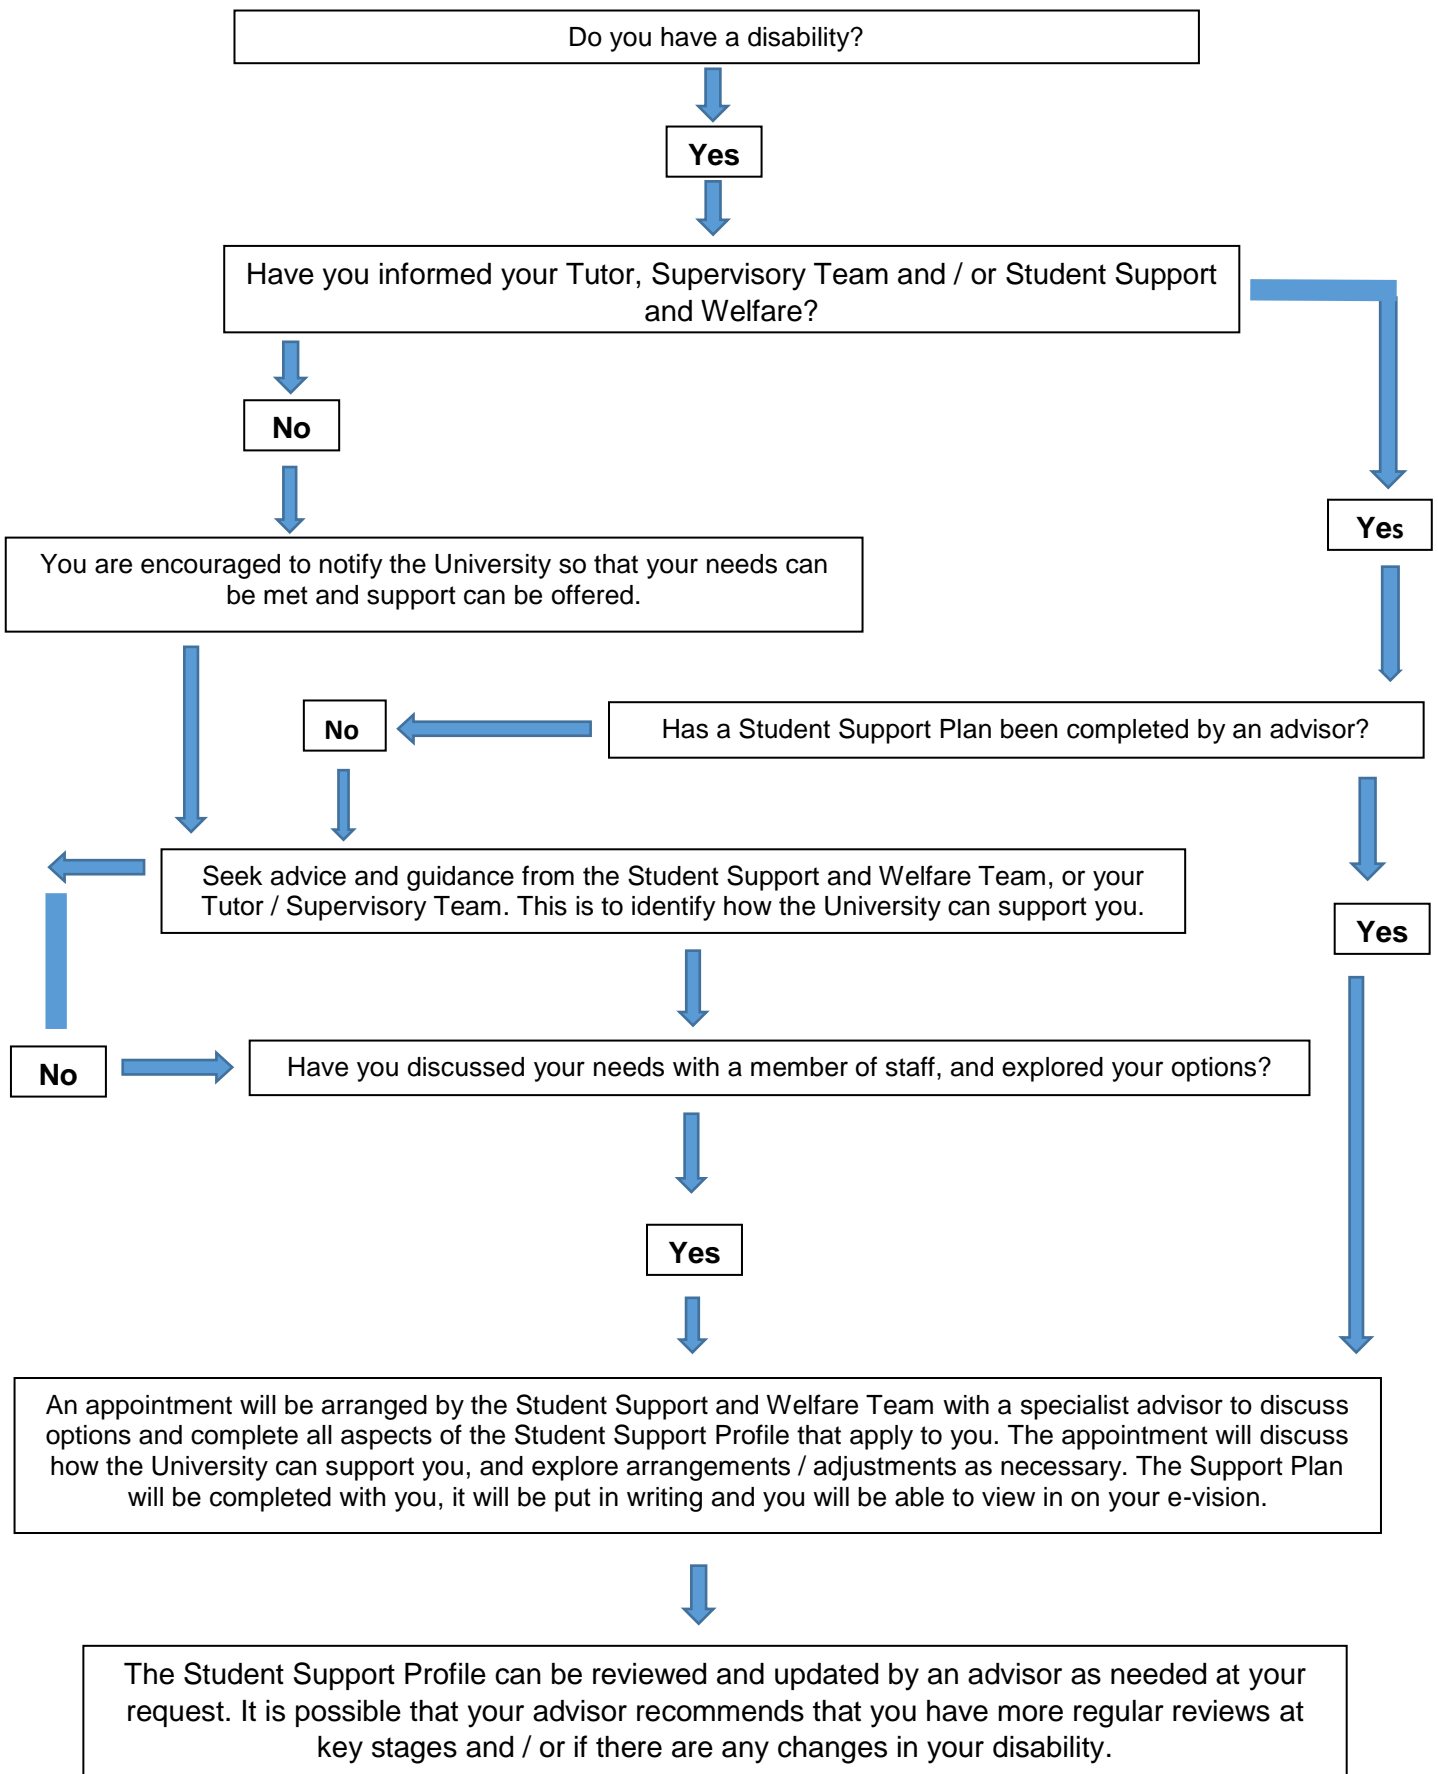 Do you have a disability?
Yes
Have you informed your Tutor, Supervisory Team and / or Student Support
and Welfare?
No
Yes
You are encouraged to notify the University so that your needs can
be met and support can be offered.
No
Has a Student Support Plan been completed by an advisor?
Seek advice and guidance from the Student Support and Welfare Team, or your
Tutor / Supervisory Team. This is to identify how the University can support you.
Yes
No
Have you discussed your needs with a member of staff, and explored your options?
Yes
An appointment will be arranged by the Student Support and Welfare Team with a specialist advisor to discuss
options and complete all aspects of the Student Support Profile that apply to you. The appointment will discuss
how the University can support you, and explore arrangements / adjustments as necessary. The Support Plan
will be completed with you, it will be put in writing and you will be able to view in on your e-vision.
The Student Support Profile can be reviewed and updated by an advisor as needed at your
request. It is possible that your advisor recommends that you have more regular reviews at
key stages and / or if there are any changes in your disability.